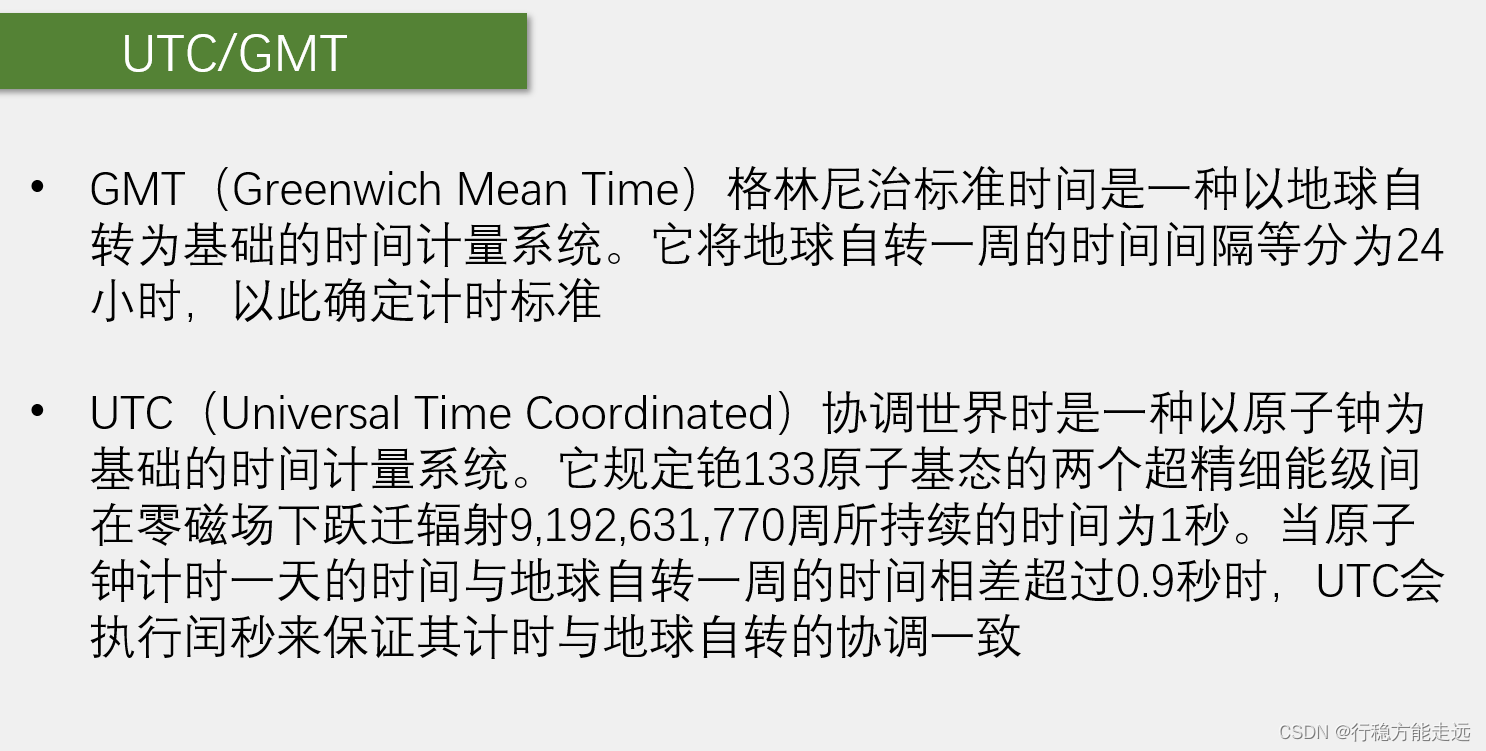 UTC/GMT
• GMT（Greenwich Mean Time）格林尼治标准时间是一种以地球自
转为基础的时间计量系统。它将地球自转一周的时间间隔等分为24
小时，以此确定计时标准
• UTC（Universal Time Coordinated）协调世界时是一种以原子钟为
基础的时间计量系统。它规定铯133原子基态的两个超精细能级间
在零磁场下跃迁辐射9,192,631,770周所持续的时间为1秒。当原子
钟计时一天的时间与地球自转一周的时间相差超过0.9秒时，UTC会
执行闰秒来保证其计时与地球自转的协调一致
CSDN @行稳方能走远